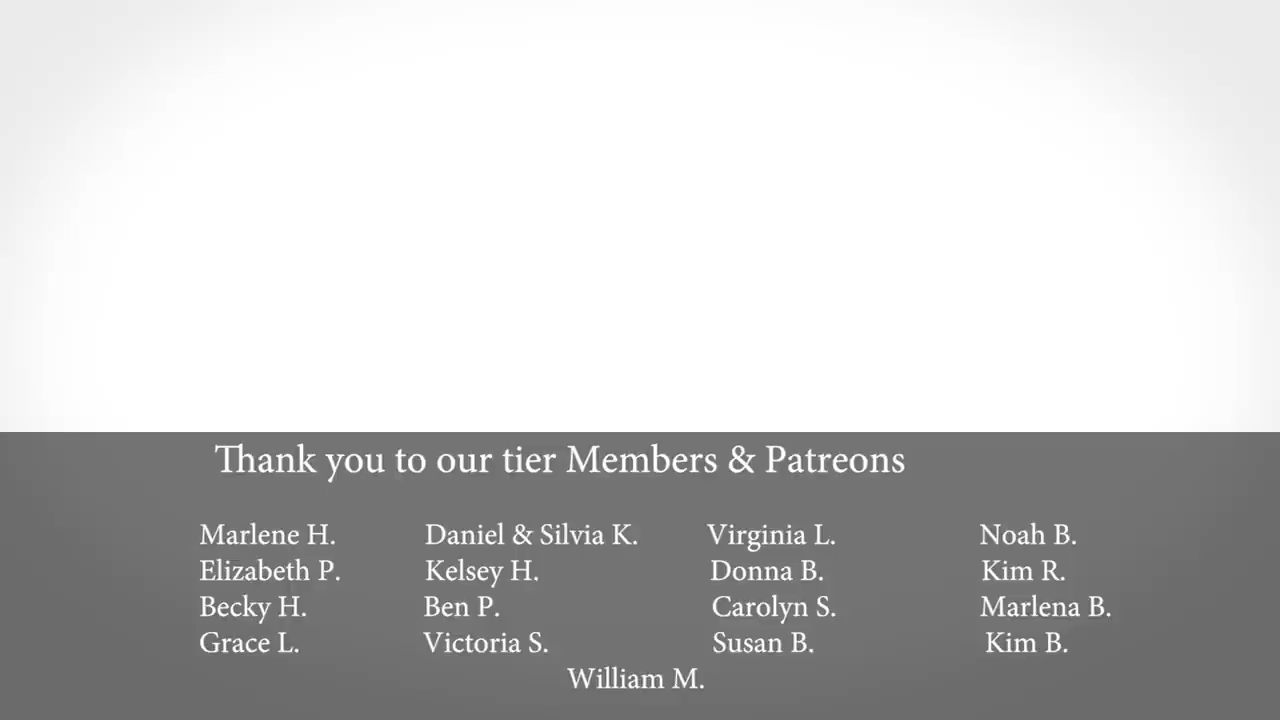 Thank you to our tier Members & Patreons
Marlene H. Daniel & Silvia K. Virginia L. Noah B.
Elizabeth P. Kelsey H. Donna B. Kim R.
Becky H. Ben P. Carolyn S. Marlena B.
Grace L. Victoria S. Susan B. Kim B.
William M.